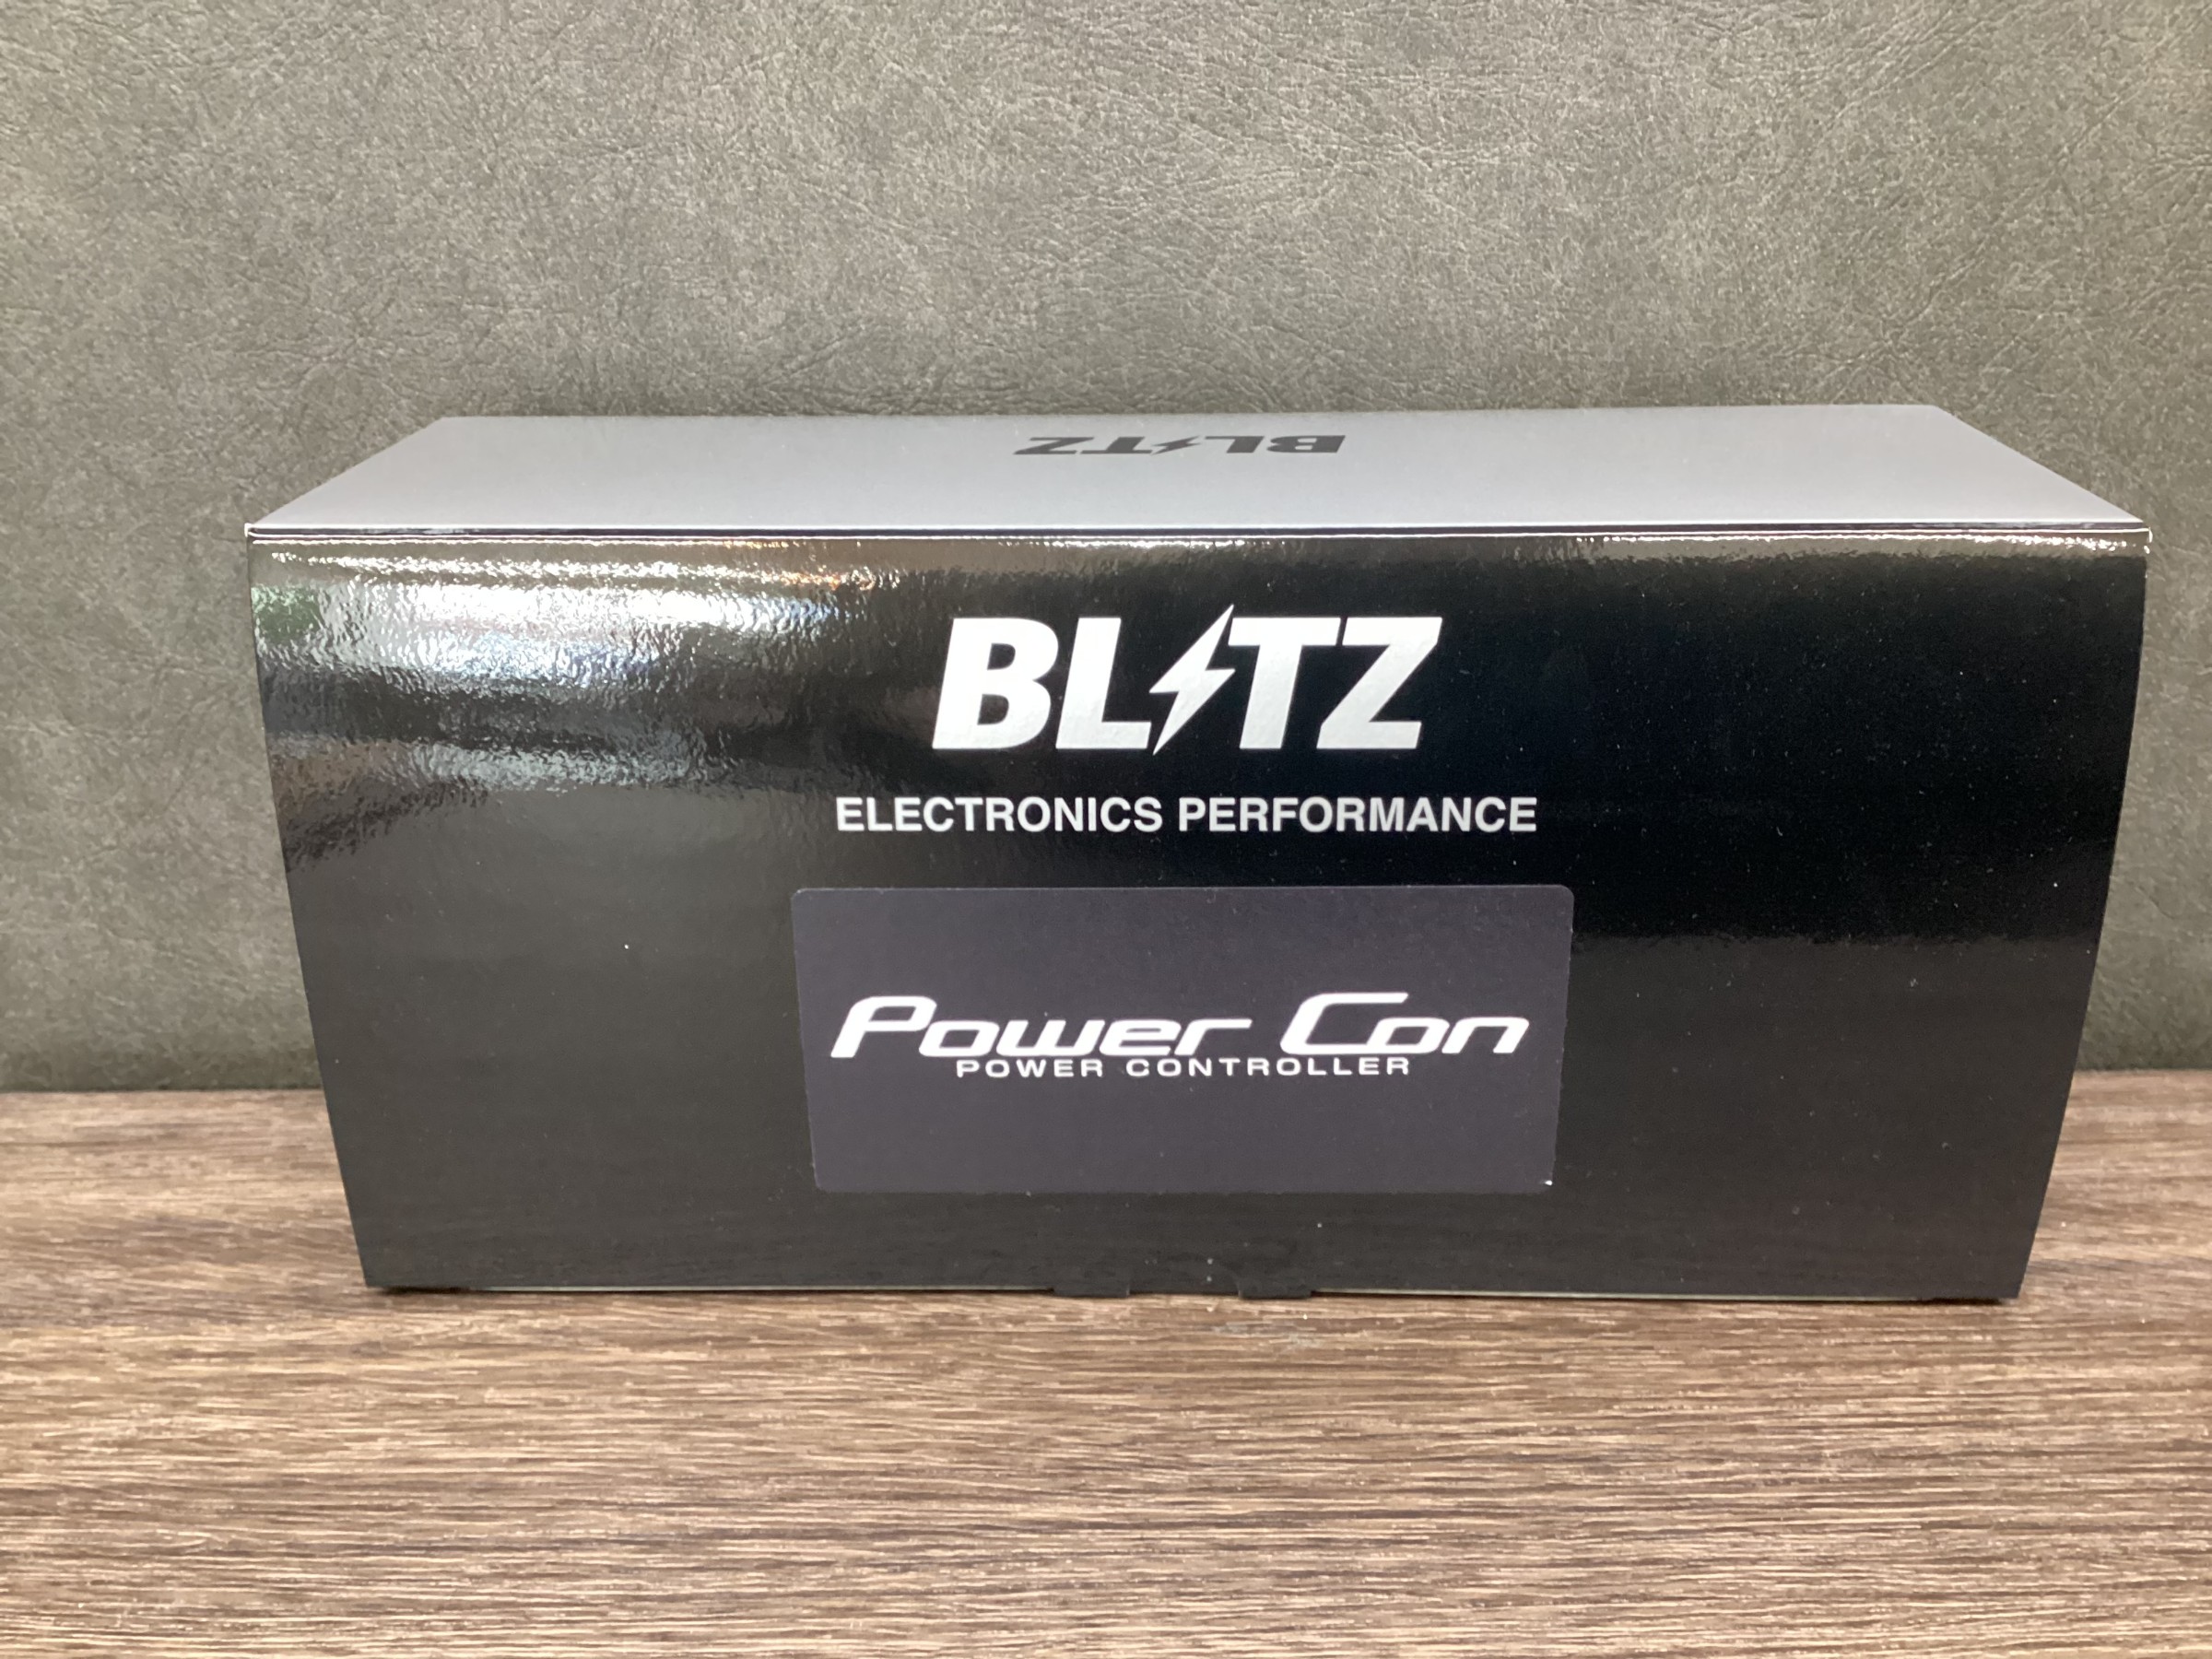 BLITZ
BLITZ
ELECTRONICS PERFORMANCE
Power Con
POWER CONTROLLER